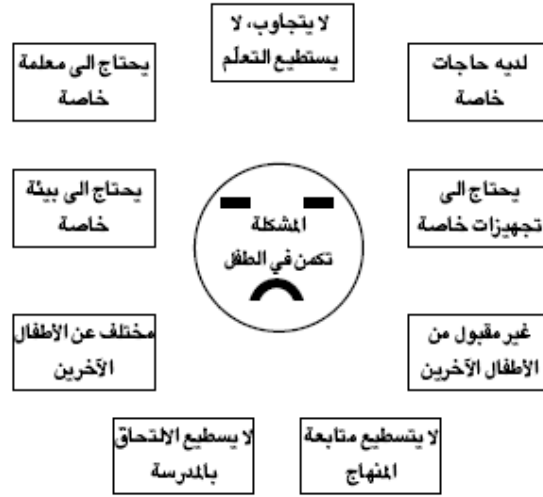 لا يتجاوب، لا
يستطيع التعلّم
لديه حاجات
خاصة
يحتاج الى
تجهيزات خاصة
غير مقبول من
الأطفال الآخرين
لا يتسطيع متابعة
المنهاج
لا يسطيع الالتحاق
بالمدرسة
مختلف عن الأطفال
الآخرين
يحتاج الى بيئة
خاصة
يحتاج الى معلمة
خاصة
المشكلة
تكمن في الطفل